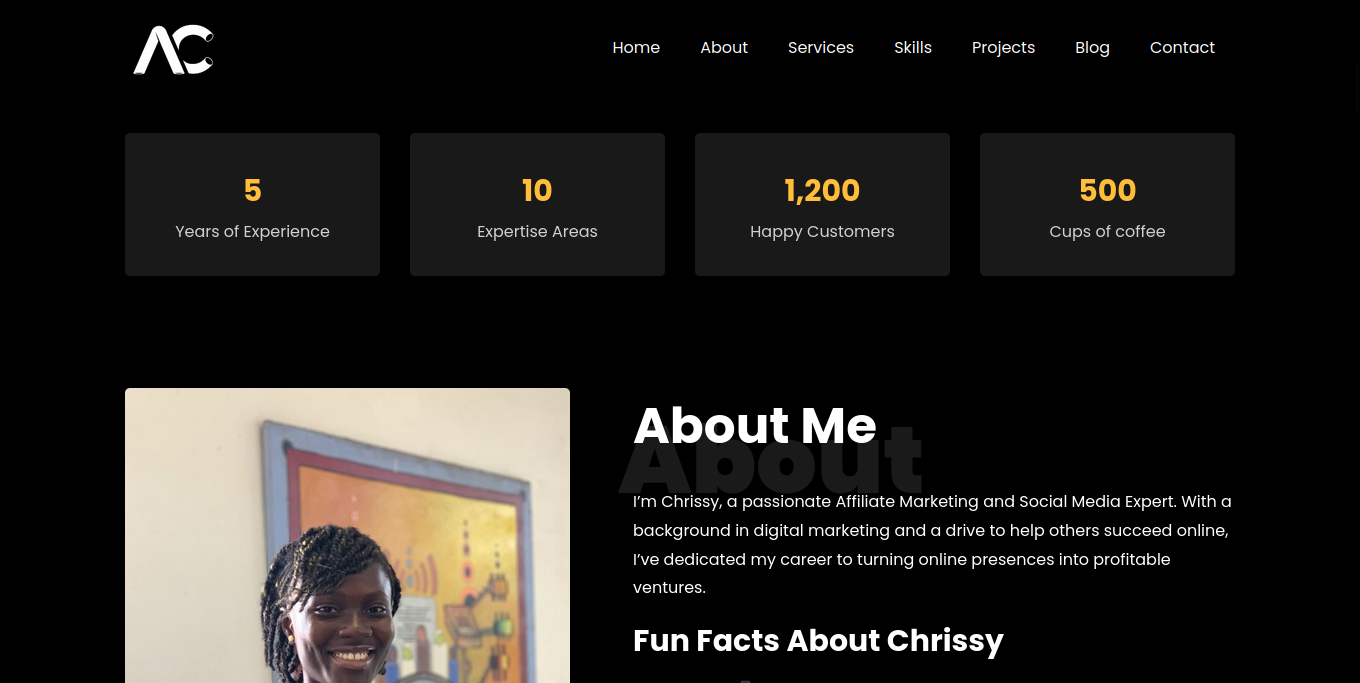 AC
Home About Services Skills Projects Blog Contact
5
Years of Experience
10
Expertise Areas
1,200
Happy Customers
500
Cups of coffee
About Me
About
I’m Chrissy, a passionate Affiliate Marketing and Social Media Expert. With a
background in digital marketing and a drive to help others succeed online,
I’ve dedicated my career to turning online presences into profitable
ventures.
Fun Facts About Chrissy